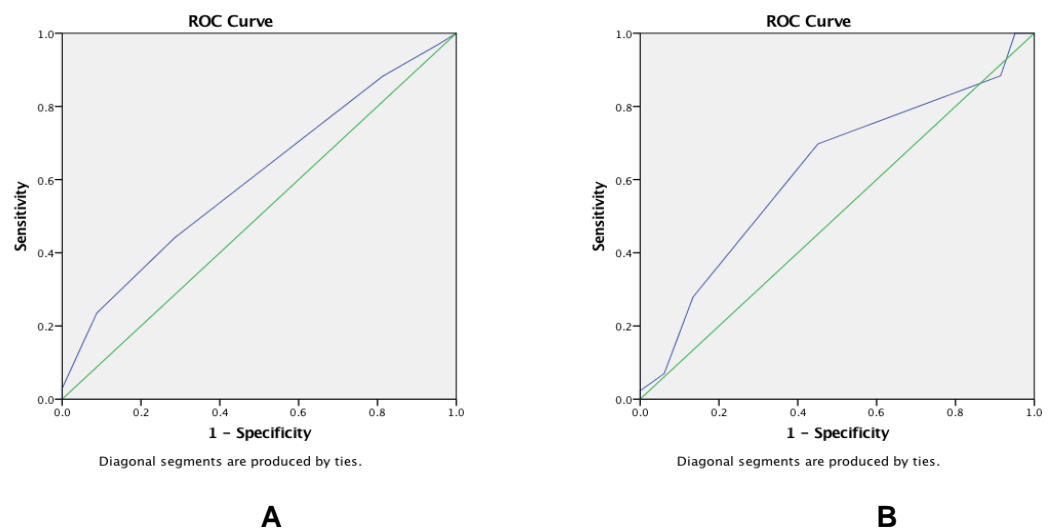 ROC Curve
1.0
0.8
0.6
0.4
0.2
0.0
Sensitivity
0.0 0.2 0.4 0.6 0.8 1.0
1 - Specificity
Diagonal segments are produced by ties.
A
ROC Curve
1.0
0.8
0.6
0.4
0.2
0.0
Sensitivity
0.0 0.2 0.4 0.6 0.8 1.0
1 - Specificity
Diagonal segments are produced by ties.
B